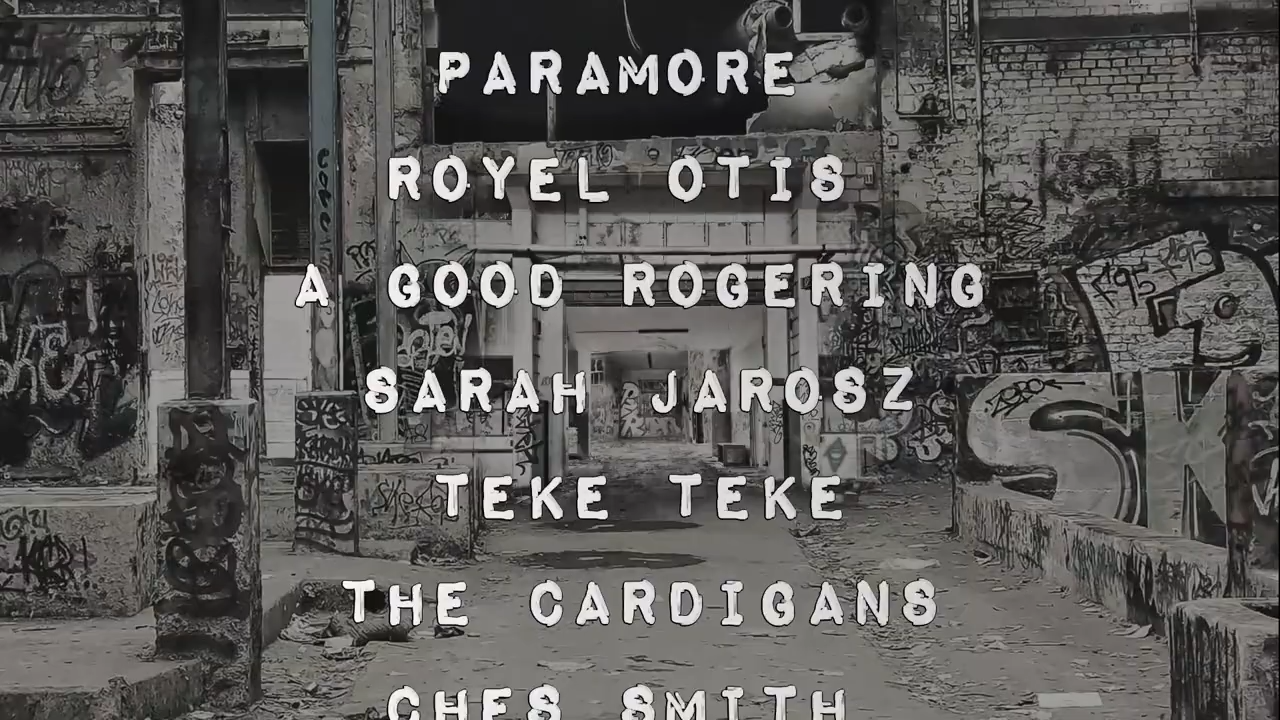 PARAMORE
ROYEL OTIS
A GOOD ROGERING
SARAH JAROSZ
TEKE TEKE
THE CARDIGANS
CHES SMITH